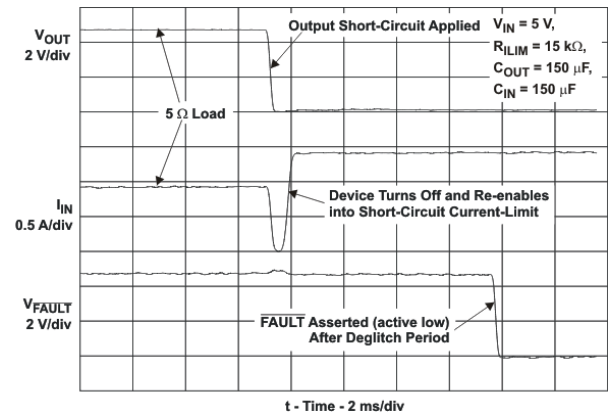 V_OUT
2 V/div
Output Short-Circuit Applied
V_IN = 5 V,
R_ILIM = 15 kΩ,
C_OUT = 150 µF,
C_IN = 150 µF
5 Ω Load
I_IN
0.5 A/div
Device Turns Off and Re-enables
into Short-Circuit Current-Limit
V_F̅A̅U̅L̅T̅
2 V/div
F̅A̅U̅L̅T̅ Asserted (active low)
After Deglitch Period
t - Time - 2 ms/div